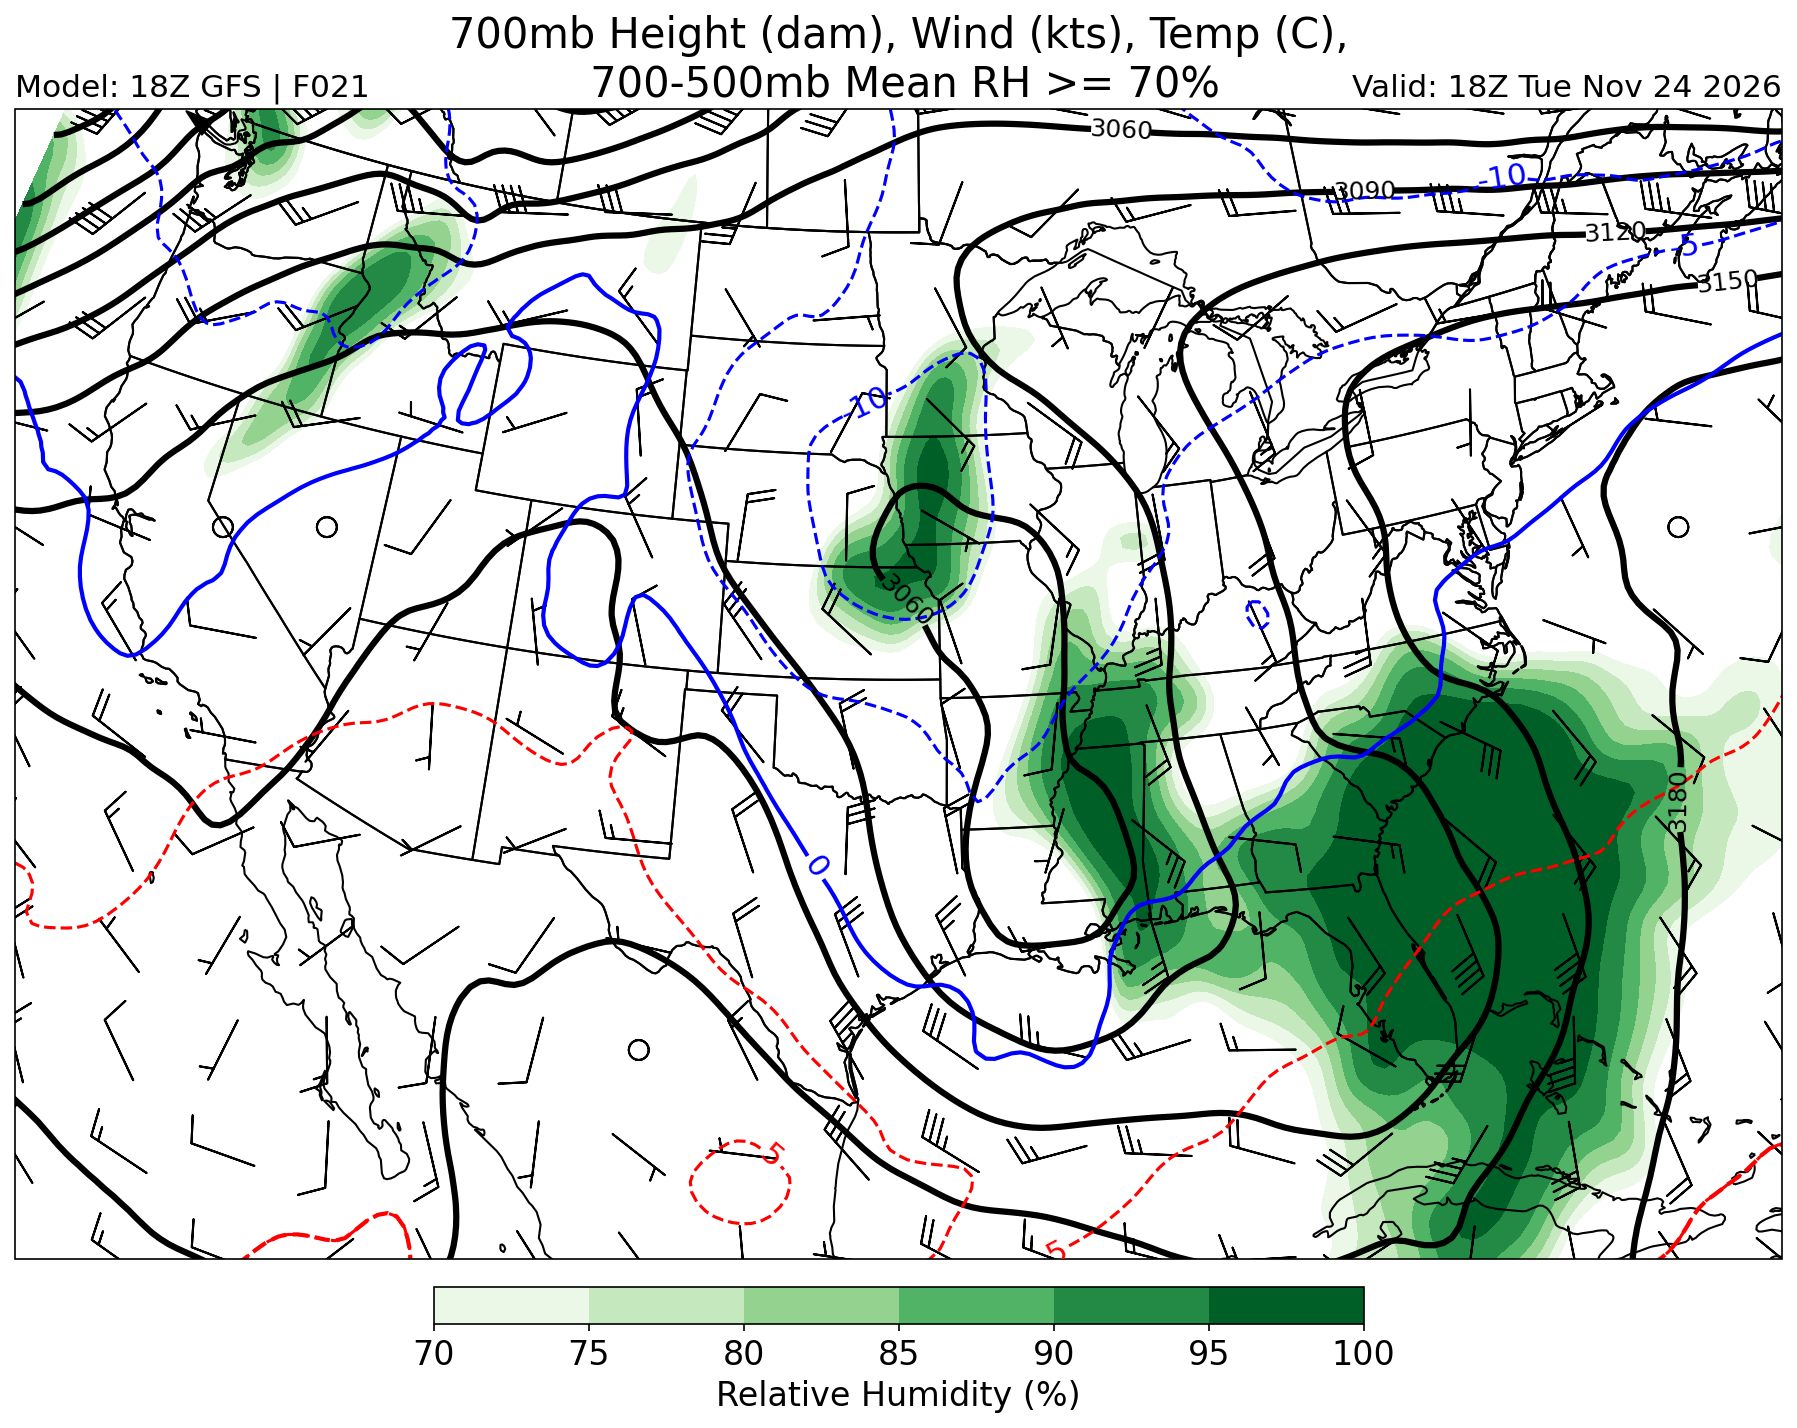 700mb Height (dam), Wind (kts), Temp (C),
Model: 18Z GFS | F021
700-500mb Mean RH >= 70%
Valid: 18Z Tue Nov 24 2026
3060
-10
3090
3120
-5
3150
-10
3060
3180
0
5
5
70 75 80 85 90 95 100
Relative Humidity (%)